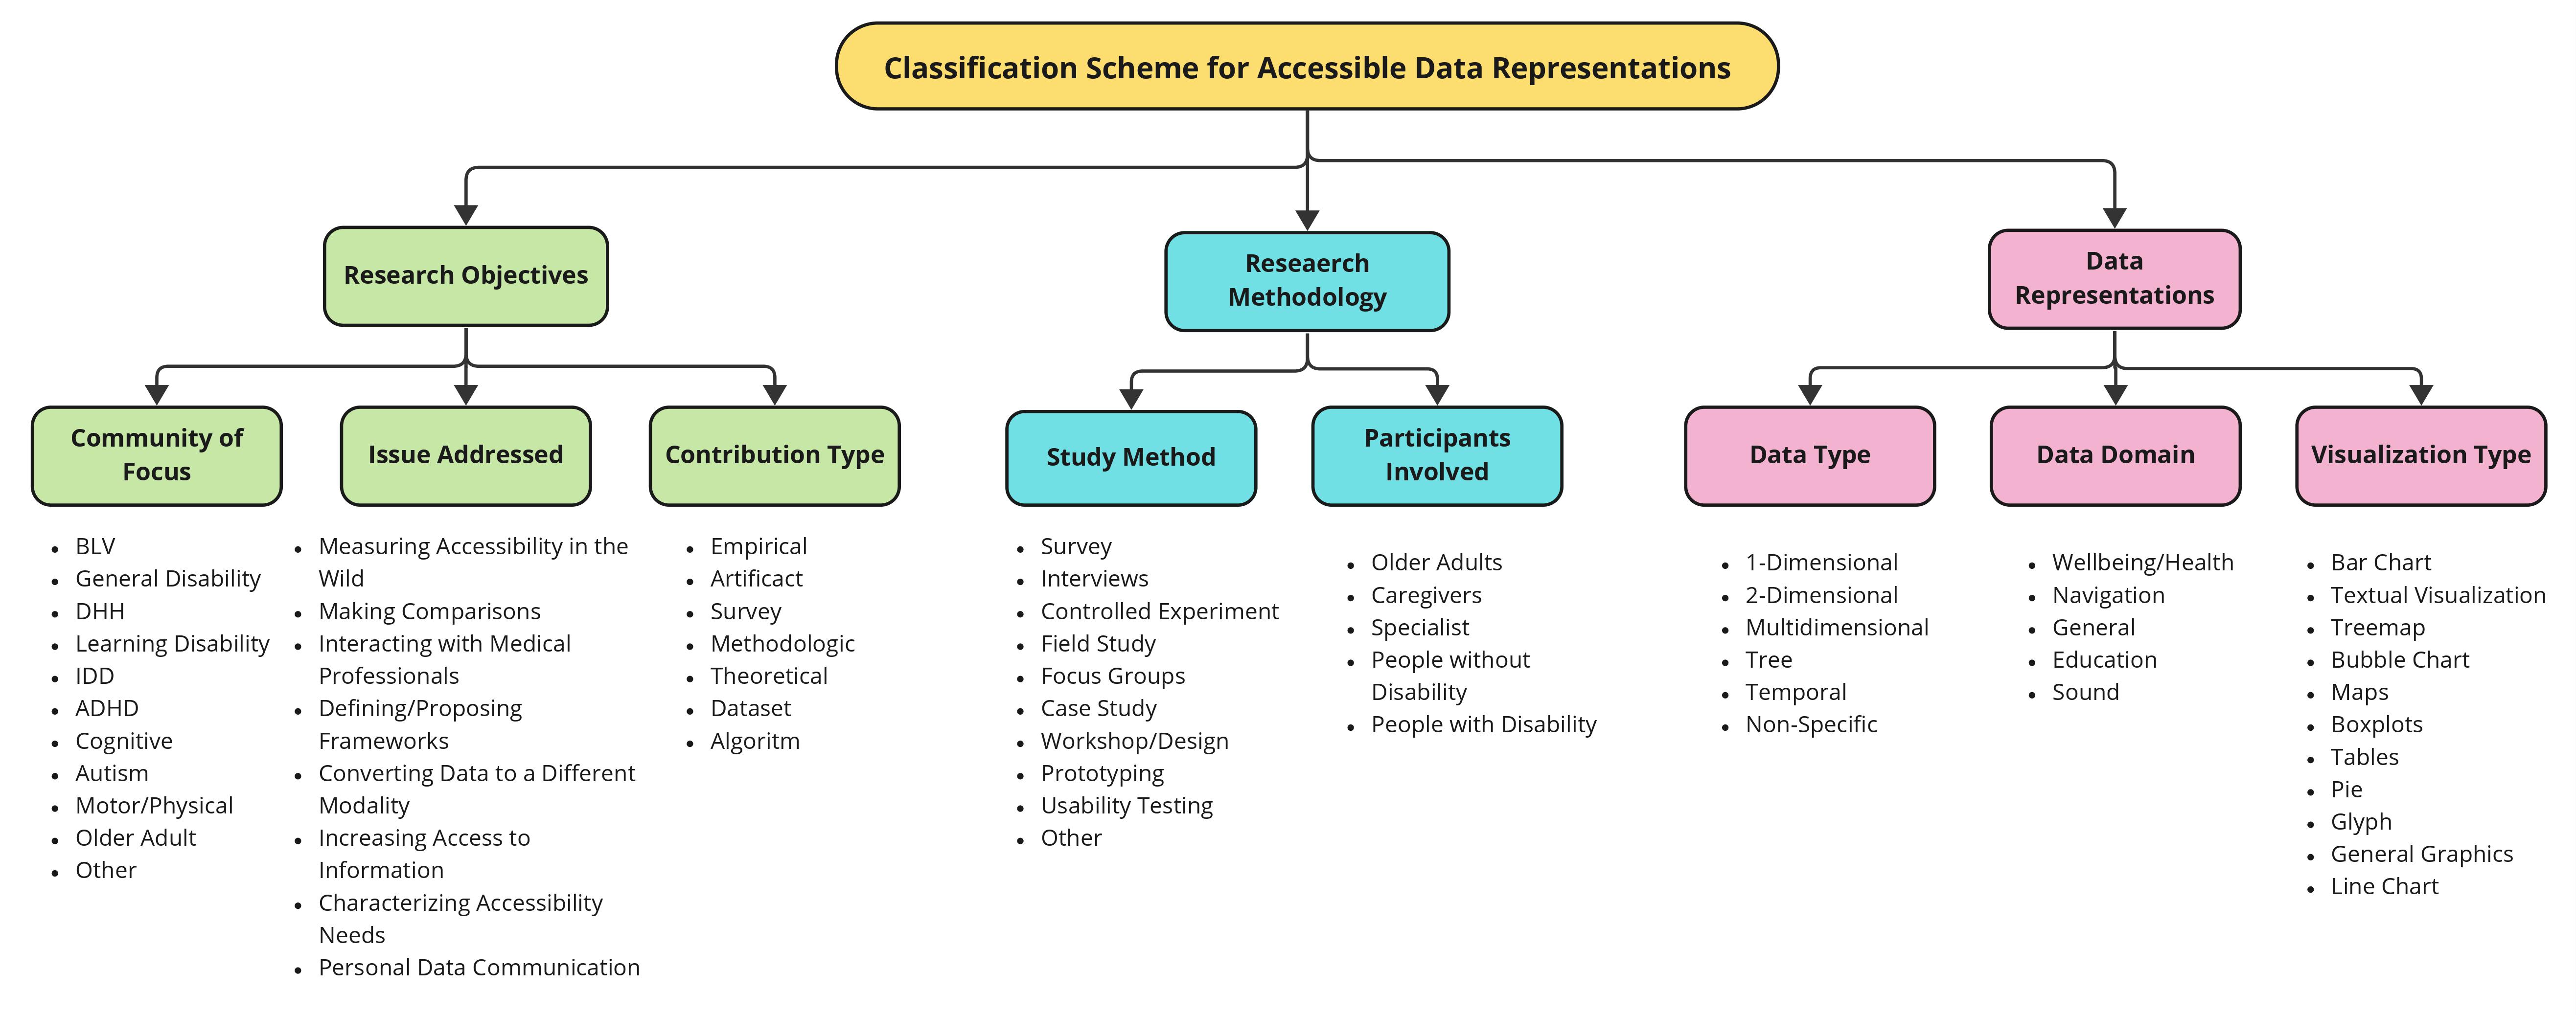 Classification Scheme for Accessible Data Representations
Research Objectives
Reseaerch
Methodology
Data
Representations
Community of
Focus
Issue Addressed
Contribution Type
Study Method
Participants
Involved
Data Type
Data Domain
Visualization Type
• BLV
• General Disability
• DHH
• Learning Disability
• IDD
• ADHD
• Cognitive
• Autism
• Motor/Physical
• Older Adult
• Other
• Measuring Accessibility in the
Wild
• Making Comparisons
• Interacting with Medical
Professionals
• Defining/Proposing
Frameworks
• Converting Data to a Different
Modality
• Increasing Access to
Information
• Characterizing Accessibility
Needs
• Personal Data Communication
• Empirical
• Artificact
• Survey
• Methodologic
• Theoretical
• Dataset
• Algoritm
• Survey
• Interviews
• Controlled Experiment
• Field Study
• Focus Groups
• Case Study
• Workshop/Design
• Prototyping
• Usability Testing
• Other
• Older Adults
• Caregivers
• Specialist
• People without
Disability
• People with Disability
• 1-Dimensional
• 2-Dimensional
• Multidimensional
• Tree
• Temporal
• Non-Specific
• Wellbeing/Health
• Navigation
• General
• Education
• Sound
• Bar Chart
• Textual Visualization
• Treemap
• Bubble Chart
• Maps
• Boxplots
• Tables
• Pie
• Glyph
• General Graphics
• Line Chart